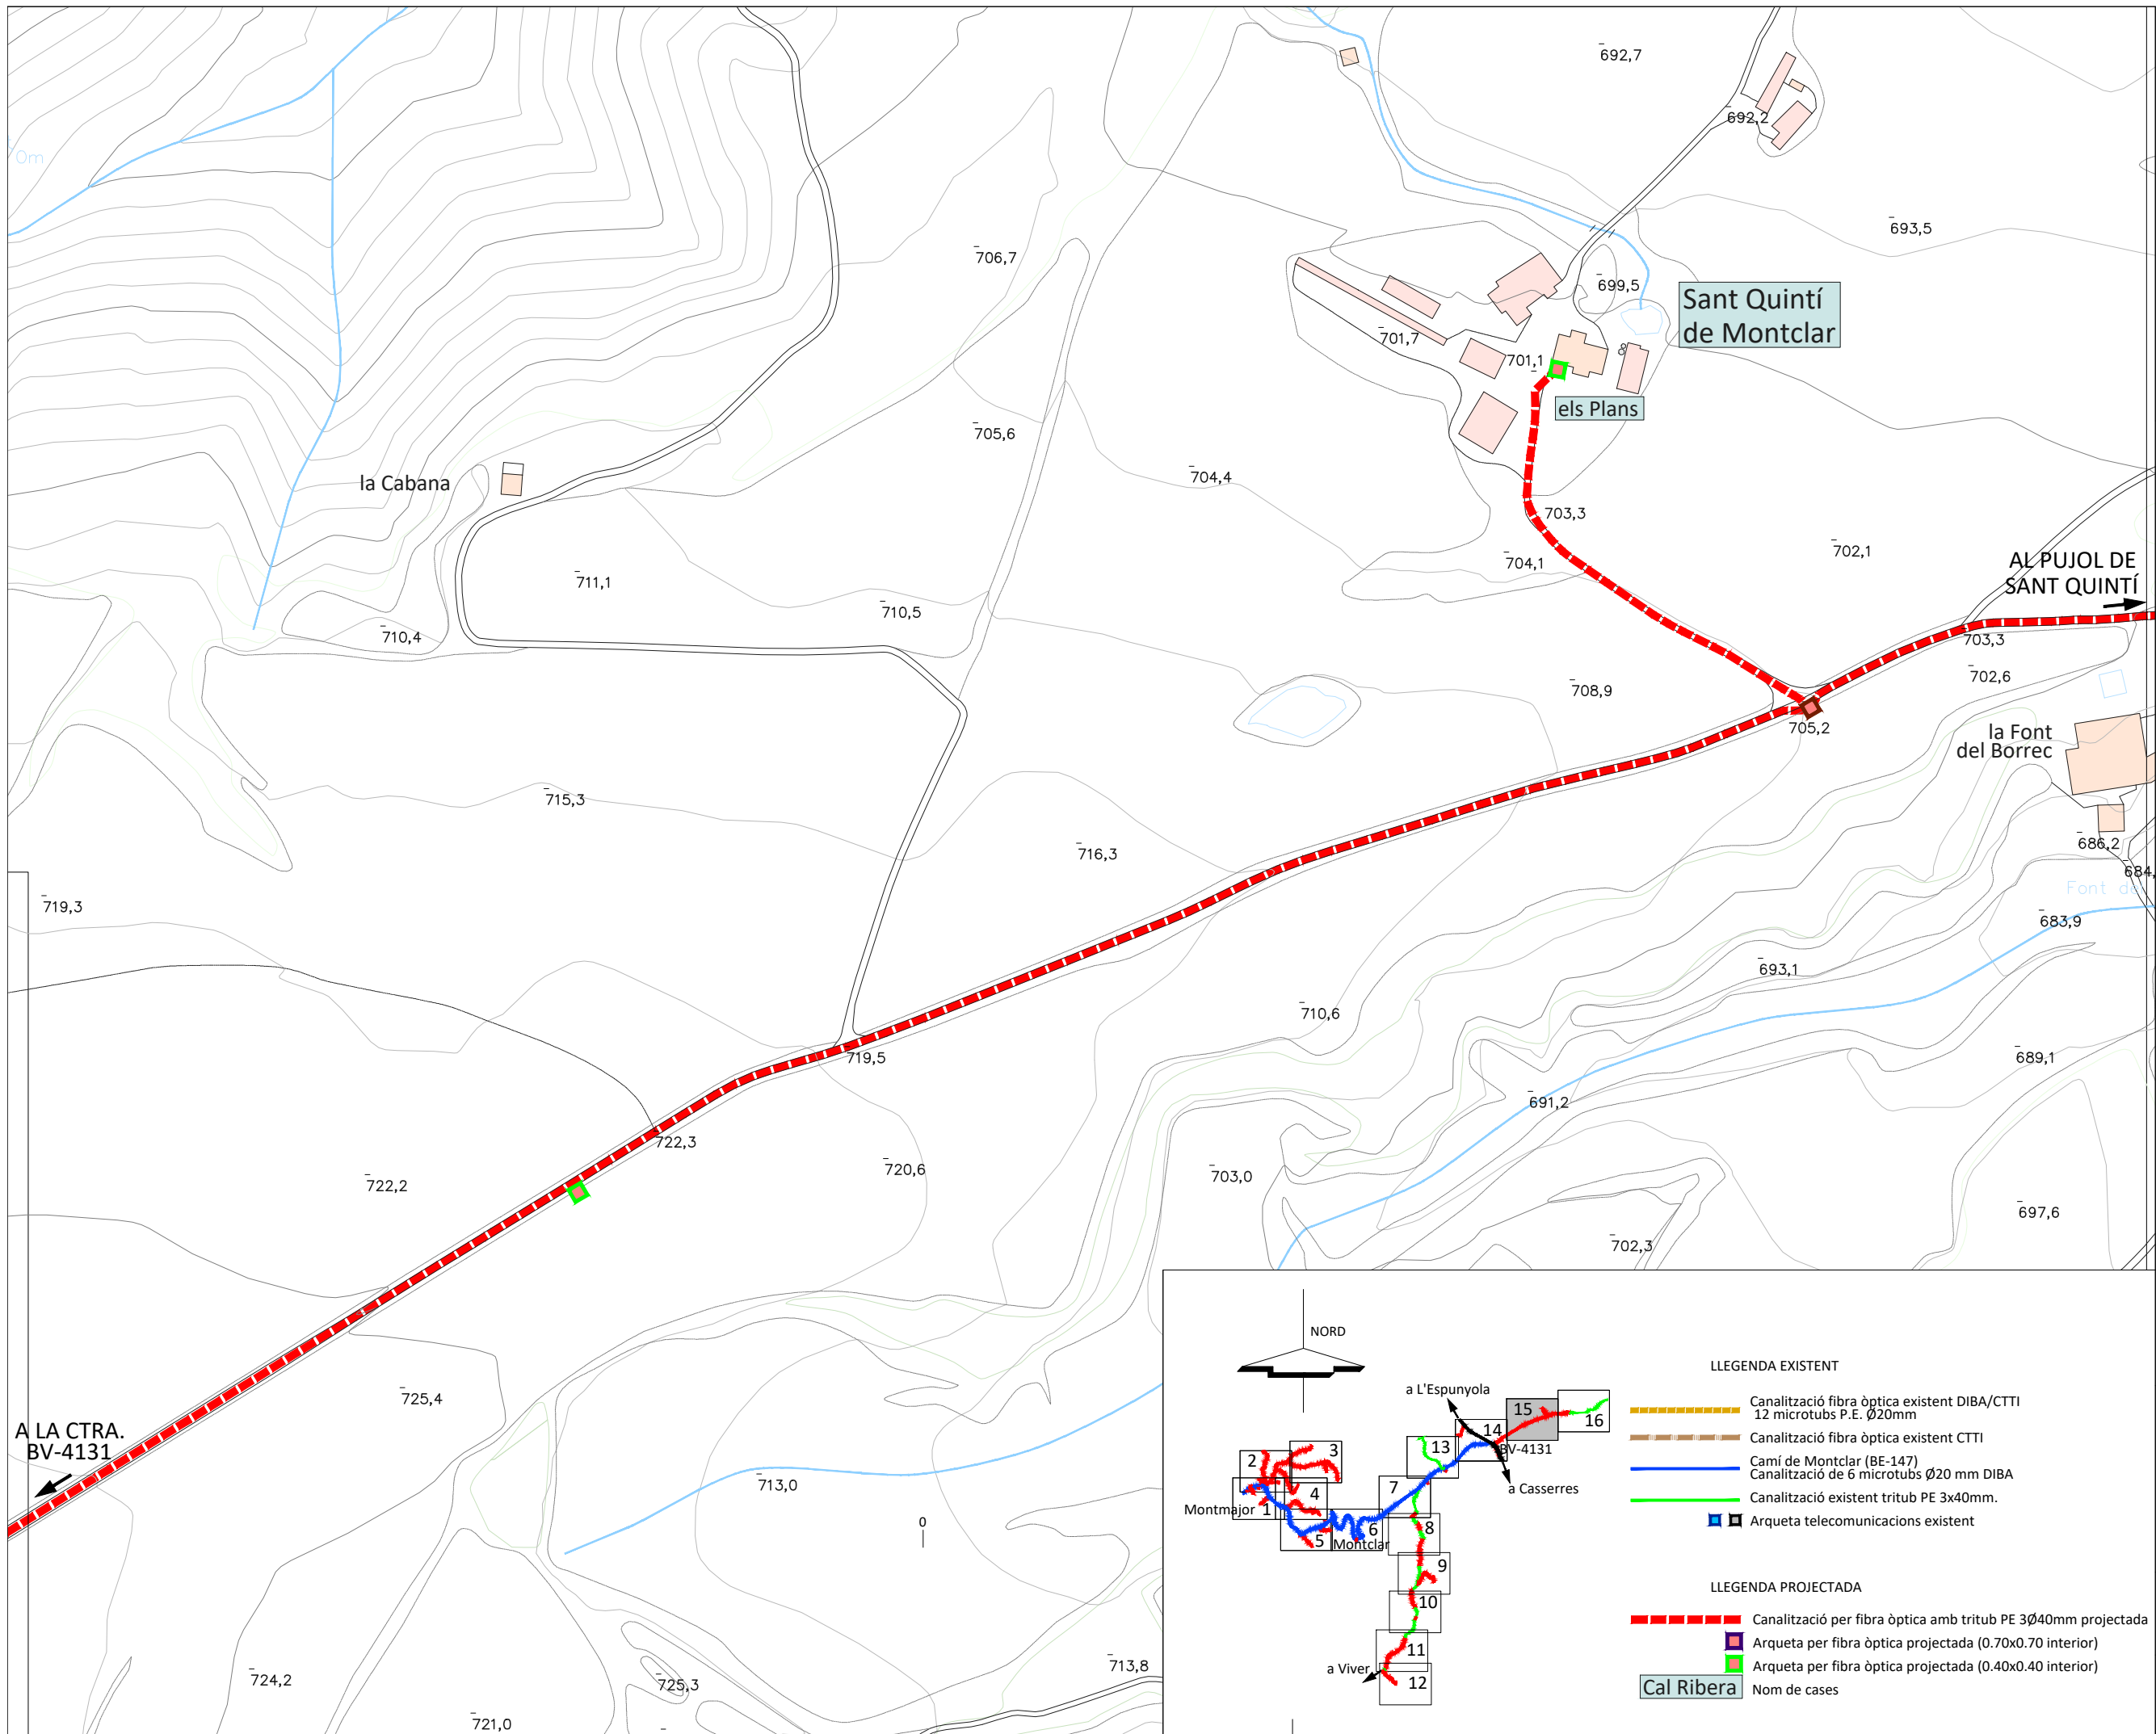 692,7
692,2
0m
693,5
706,7
699,5
Sant Quintí
de Montclar
701,7
701,1
8
els Plans
705,6
704,4
la Cabana
703,3
702,1
704,1
AL PUJOL DE
SANT QUINTÍ
711,1
710,5
710,4
703,3
702,6
708,9
705,2
la Font
del Borrec
715,3
716,3
686,2
684,
Font de
719,3
683,9
693,1
710,6
719,5
689,1
691,2
722,3
720,6
722,2
703,0
697,6
702,3
725,4
A LA CTRA.
BV-4131
713,0
0
724,2
725,3
713,8
721,0
NORD
a L'Espunyola
15
16
14
BV-4131
13
a Casserres
2
3
4
1
Montmajor
5
6
Montclar
7
8
9
10
11
a Viver
12
LLEGENDA EXISTENT
Canalització fibra òptica existent DIBA/CTTI
12 microtubs P.E. Ø20mm
Canalització fibra òptica existent CTTI
Camí de Montclar (BE-147)
Canalització de 6 microtubs Ø20 mm DIBA
Canalització existent tritub PE 3x40mm.
Arqueta telecomunicacions existent
LLEGENDA PROJECTADA
Canalització per fibra òptica amb tritub PE 3Ø40mm projectada
Arqueta per fibra òptica projectada (0.70x0.70 interior)
Arqueta per fibra òptica projectada (0.40x0.40 interior)
Cal Ribera Nom de cases